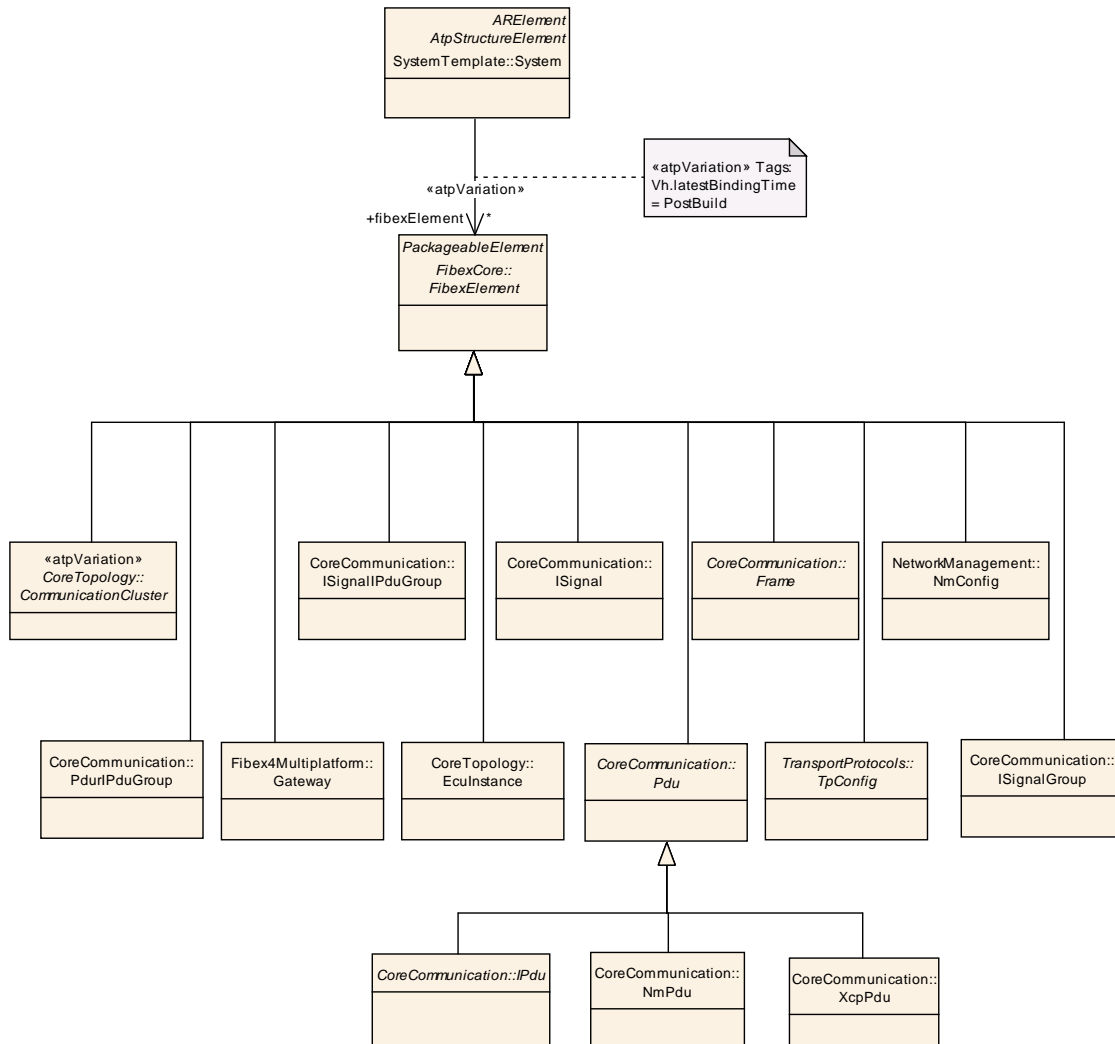 ARElement
AtpStructureElement
SystemTemplate::System
«atpVariation» Tags:
Vh.latestBindingTime
= PostBuild
«atpVariation»
+fibexElement
*
PackageableElement
FibexCore::
FibexElement
«atpVariation»
CoreTopology::
CommunicationCluster
CoreCommunication::
ISignalIPduGroup
CoreCommunication::
ISignal
CoreCommunication::
Frame
NetworkManagement::
NmConfig
CoreCommunication::
PdurIPduGroup
Fibex4Multiplatform::
Gateway
CoreTopology::
EcuInstance
CoreCommunication::
Pdu
TransportProtocols::
TpConfig
CoreCommunication::
ISignalGroup
CoreCommunication::IPdu
CoreCommunication::
NmPdu
CoreCommunication::
XcpPdu